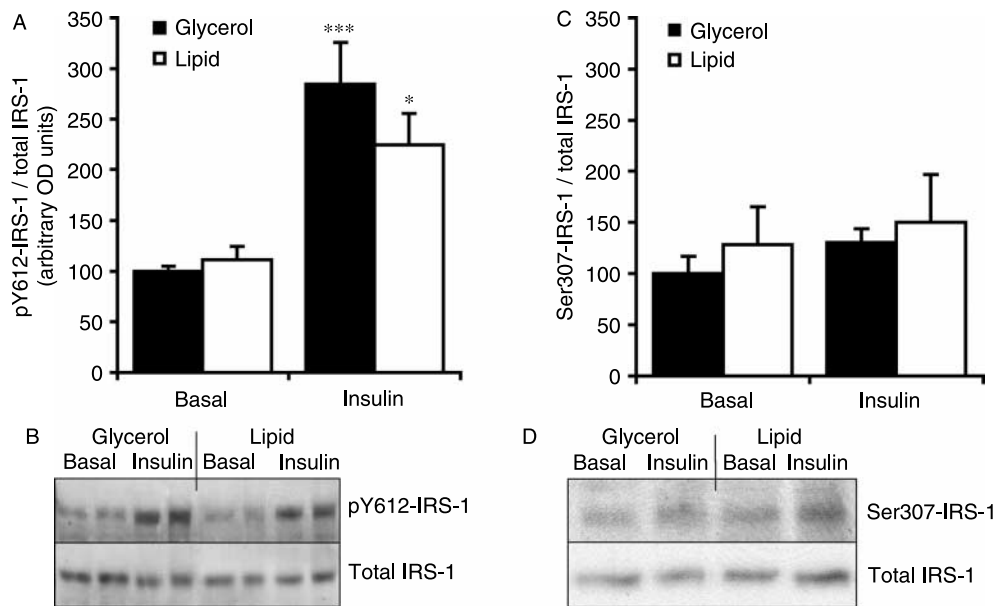 A
pY612-IRS-1 / total IRS-1
(arbitrary OD units)
350
300
250
200
150
100
50
0
Glycerol
Lipid
***
*
Basal Insulin
C
Ser307-IRS-1 / total IRS-1
350
300
250
200
150
100
50
0
Glycerol
Lipid
Basal Insulin
B
Glycerol Lipid
Basal Insulin Basal Insulin
pY612-IRS-1
Total IRS-1
D
Glycerol Lipid
Basal Insulin Basal Insulin
Ser307-IRS-1
Total IRS-1